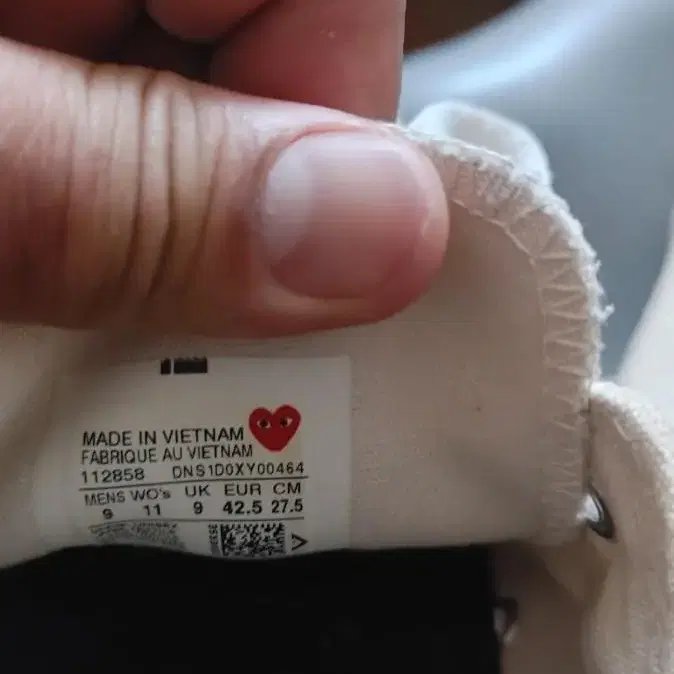 MADE IN VIETNAM
FABRIQUE AU VIETNAM
112858 DNS1D0XY00464
MENS WO's UK EUR CM
9 11 9 42.5 27.5